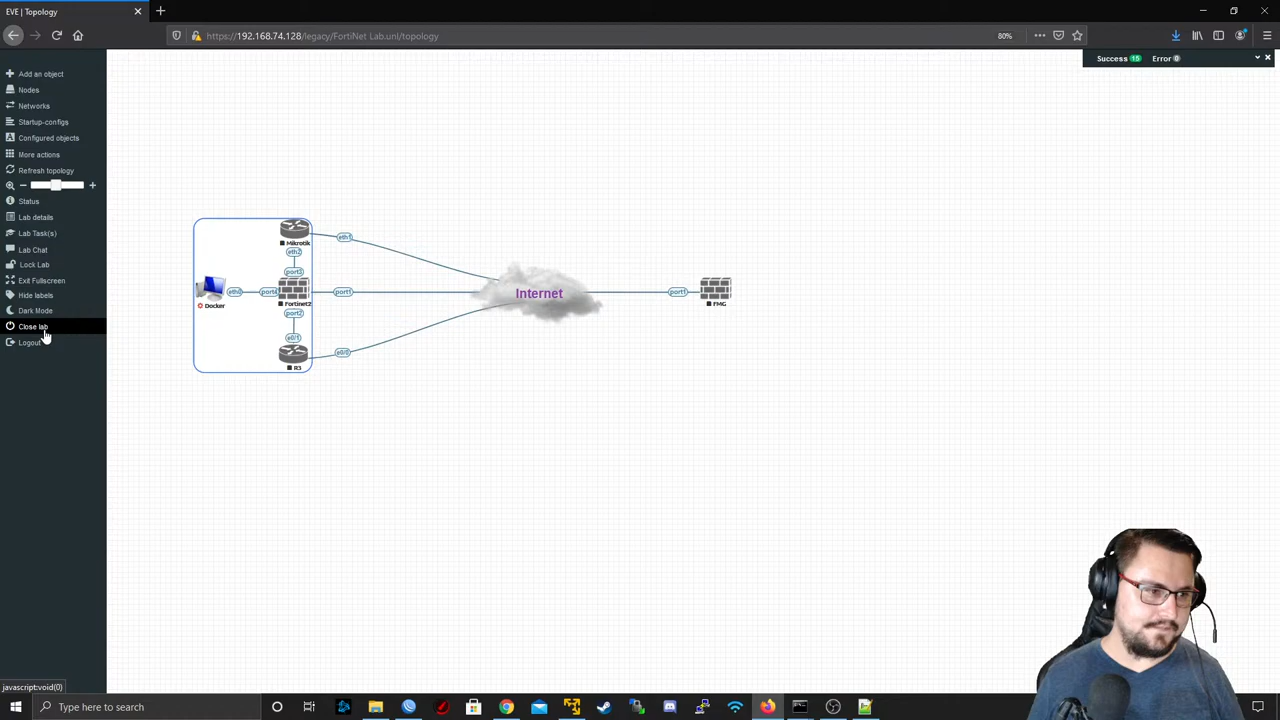 EVE | Topology
https://192.168.74.128/legacy/FortiNet Lab.unl/topology
80%
Success 15 Error 0
Add an object
Nodes
Networks
Startup-configs
Configured objects
More actions
Refresh topology
Status
Lab details
Lab Task(s)
Lab Chat
Lock Lab
Exit Fullscreen
Hide labels
Dark Mode
Close lab
Logout
Mikrotik
eth1
eth2
port3
Docker
eth0
port4
Fortinet2
port1
Internet
port1
FMG
port2
e0/1
R3
e0/0
javascript:void(0)
Type here to search